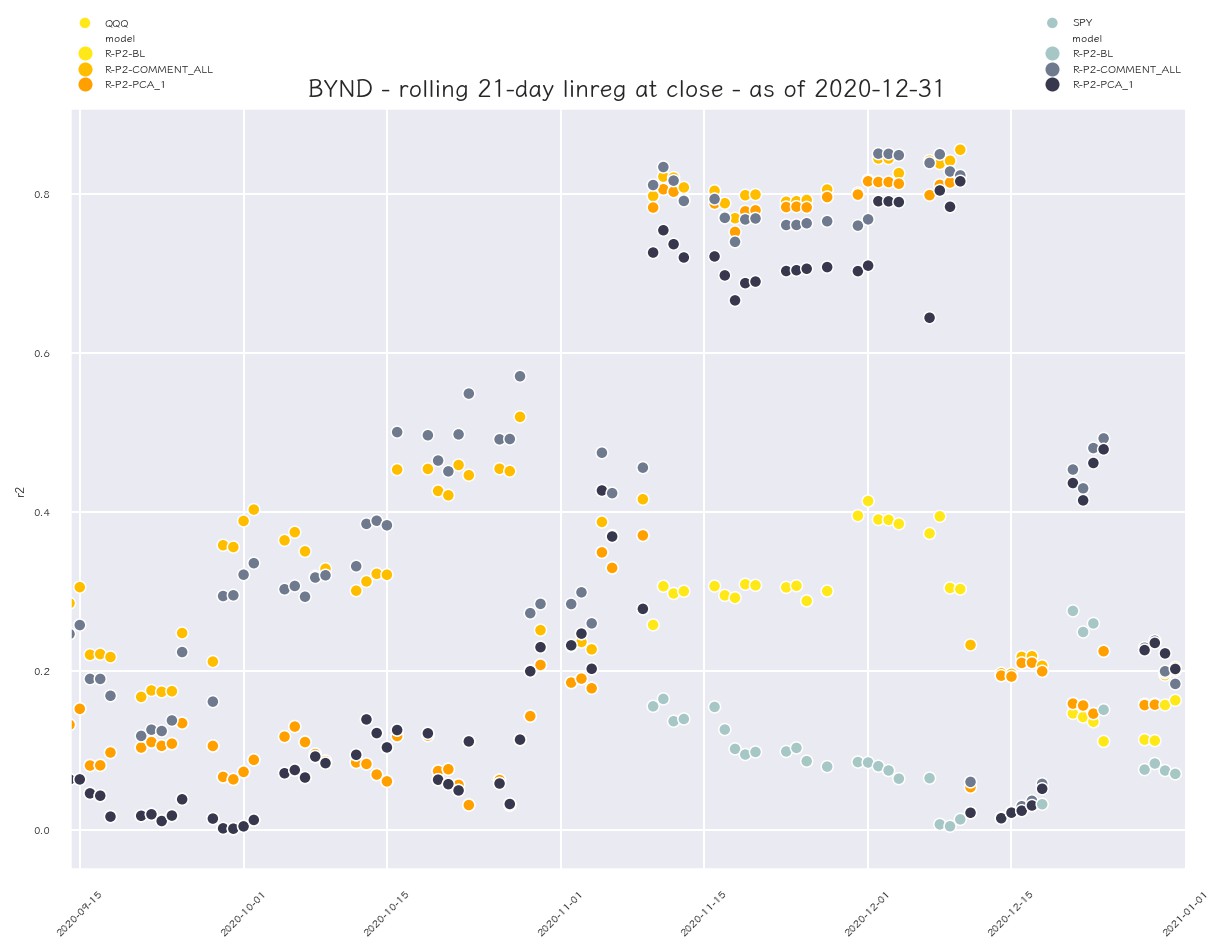 QQQ
model
R-P2-BL
R-P2-COMMENT_ALL
R-P2-PCA_1
SPY
model
R-P2-BL
R-P2-COMMENT_ALL
R-P2-PCA_1
BYND - rolling 21-day linreg at close - as of 2020-12-31
0.8
0.6
0.4
0.2
0.0
r2
2020-09-15
2020-10-01
2020-10-15
2020-11-01
2020-11-15
2020-12-01
2020-12-15
2021-01-01